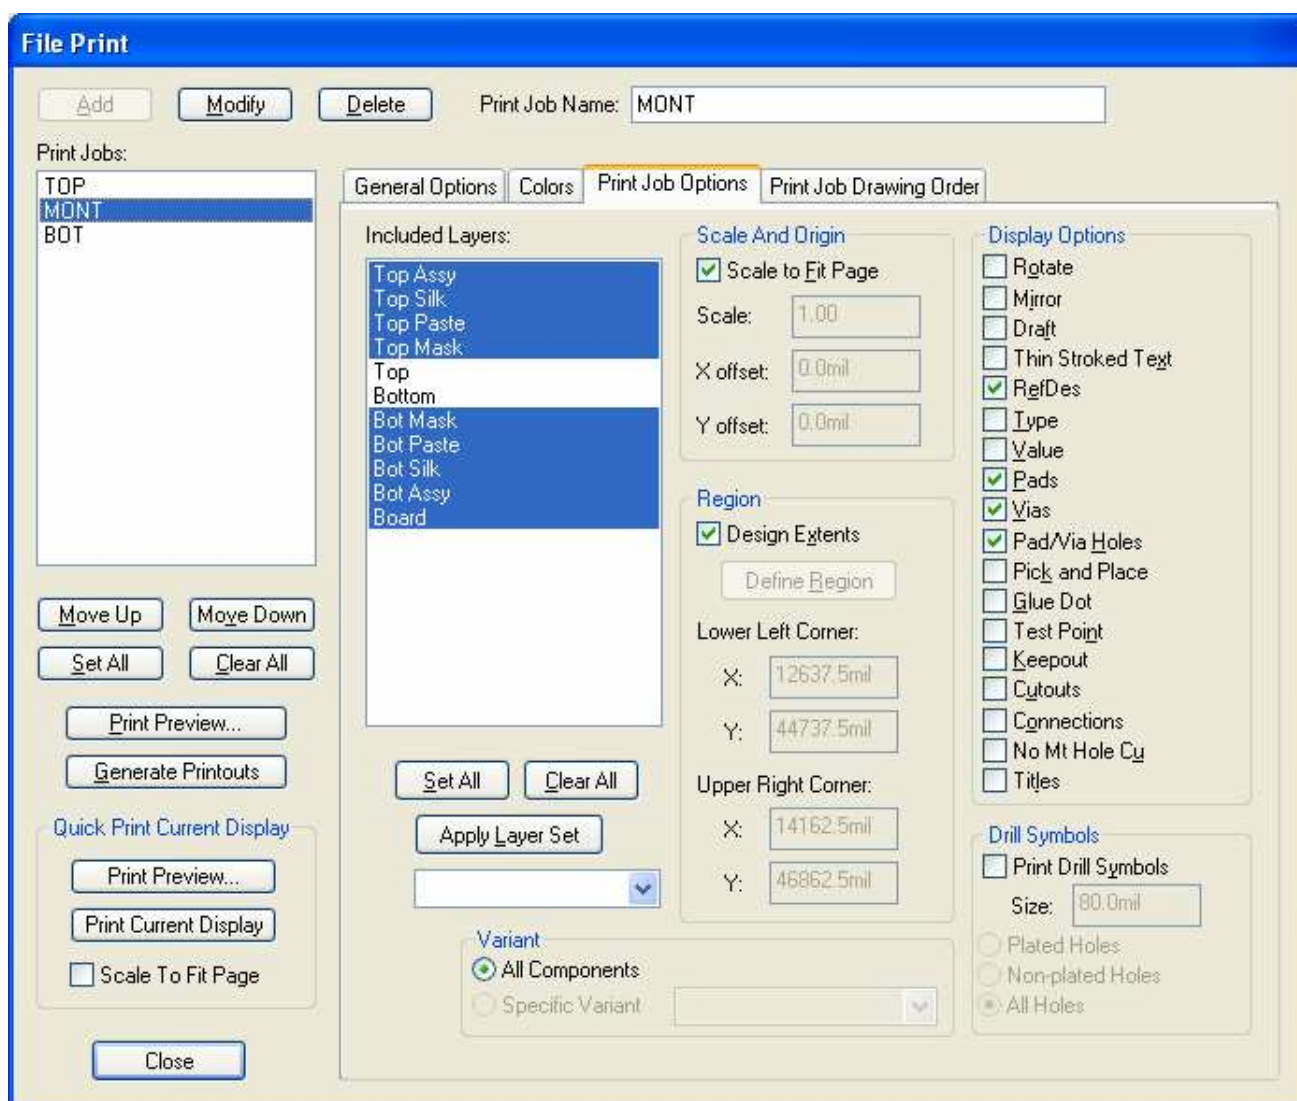 File Print
Add Modify Delete Print Job Name: MONT
Print Jobs:
TOP
MONT
BOT
Move Up Move Down
Set All Clear All
Print Preview...
Generate Printouts
Quick Print Current Display
Print Preview...
Print Current Display
Scale To Fit Page
Close
General Options Colors Print Job Options Print Job Drawing Order
Included Layers:
Top Assy
Top Silk
Top Paste
Top Mask
Top
Bottom
Bot Mask
Bot Paste
Bot Silk
Bot Assy
Board
Set All Clear All
Apply Layer Set
Scale And Origin
Scale to Fit Page
Scale: 1.00
X offset: 0.0mil
Y offset: 0.0mil
Region
Design Extents
Define Region
Lower Left Corner:
X: 12637.5mil
Y: 44737.5mil
Upper Right Corner:
X: 14162.5mil
Y: 46862.5mil
Variant
All Components
Specific Variant
Display Options
Rotate
Mirror
Draft
Thin Stroked Text
RefDes
Type
Value
Pads
Vias
Pad/Via Holes
Pick and Place
Glue Dot
Test Point
Keepout
Cutouts
Connections
No Mt Hole Cu
Titles
Drill Symbols
Print Drill Symbols
Size: 80.0mil
Plated Holes
Non-plated Holes
All Holes